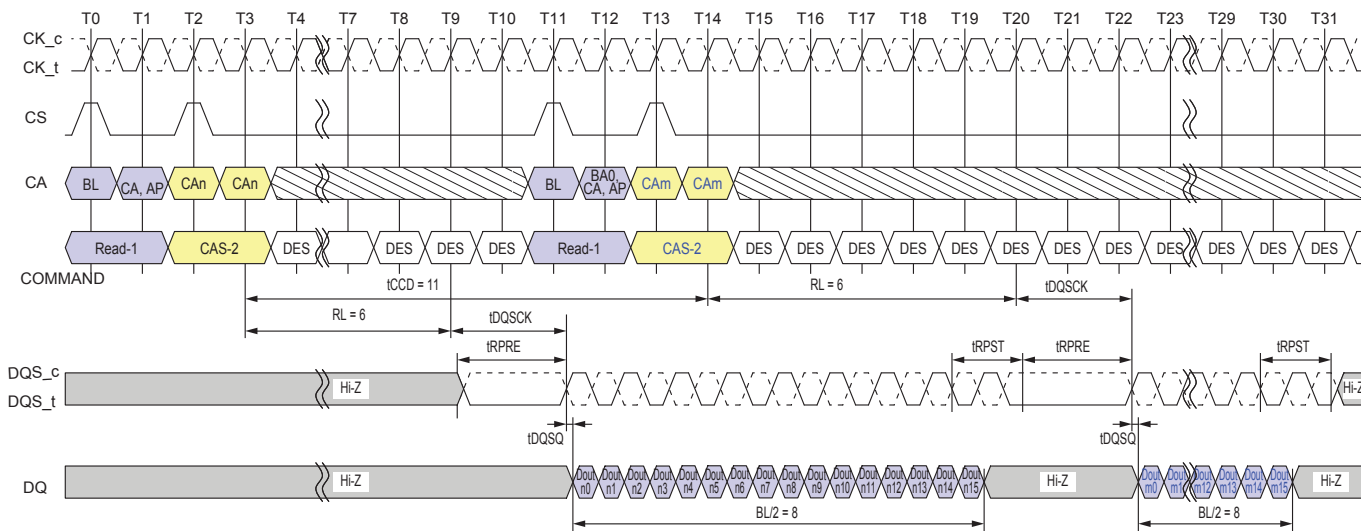 T0 T1 T2 T3 T4 T7 T8 T9 T10 T11 T12 T13 T14 T15 T16 T17 T18 T19 T20 T21 T22 T23 T29 T30 T31
CK_c
CK_t
CS
CA
BL CA, AP CAn CAn BL BA0, CA, AP CAm CAm
Read-1 CAS-2 DES DES DES DES Read-1 CAS-2 DES DES DES DES DES DES DES DES DES DES DES DES
COMMAND
tCCD = 11 RL = 6 tDQSCK
RL = 6 tDQSCK
tRPRE tRPST tRPRE tRPST
DQS_c
DQS_t
Hi-Z Hi-Z
tDQSQ tDQSQ
DQ
Hi-Z Dout n0 Dout n1 Dout n2 Dout n3 Dout n4 Dout n5 Dout n6 Dout n7 Dout n8 Dout n9 Dout n10 Dout n11 Dout n12 Dout n13 Dout n14 Dout n15 Hi-Z Dout m0 Dout m1 Dout m12 Dout m13 Dout m14 Dout m15 Hi-Z
BL/2 = 8 BL/2 = 8